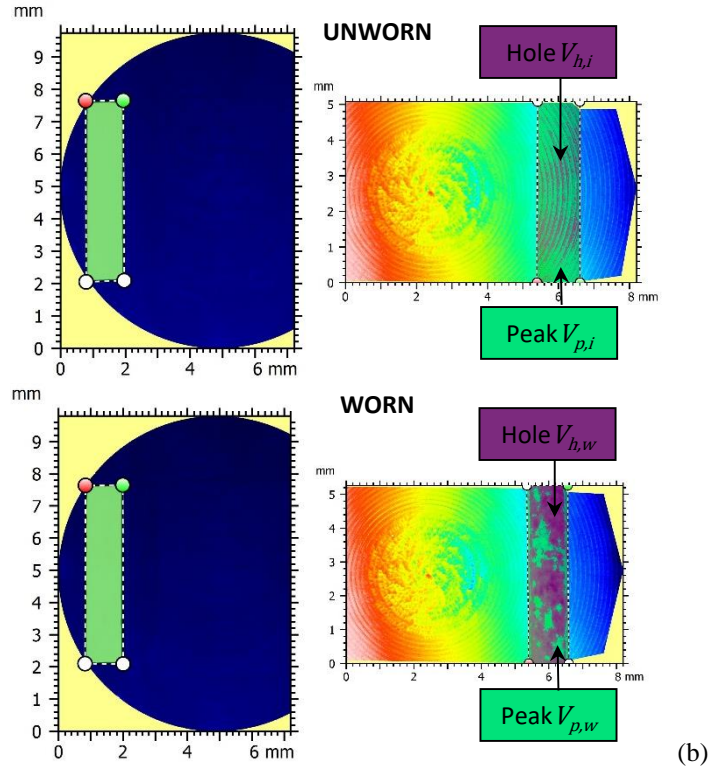 mm
UNWORN
9
8
7
6
5
4
3
2
1
0
0 2 4 6 mm
Hole V_{h,i}
mm
5
4
3
2
1
0
0 2 4 6 8 mm
Peak V_{p,i}
mm
WORN
9
8
7
6
5
4
3
2
1
0
0 2 4 6 mm
Hole V_{h,w}
mm
5
4
3
2
1
0
0 2 4 6 8 mm
Peak V_{p,w}
(b)